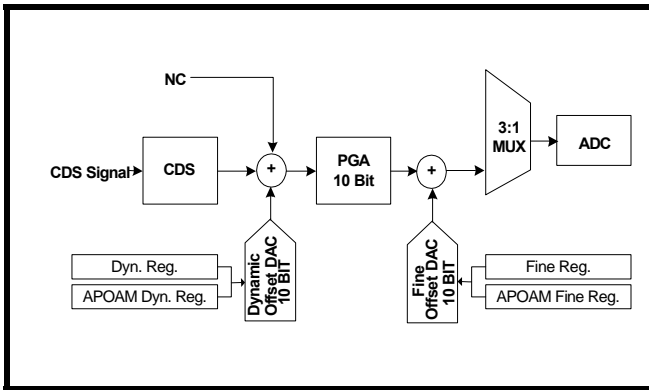 NC
CDS Signal
CDS
+
PGA
10 Bit
+
3:1
MUX
ADC
Dyn. Reg.
APOAM Dyn. Reg.
Dynamic
Offset DAC
10 BIT
Fine
Offset DAC
10 BIT
Fine Reg.
APOAM Fine Reg.